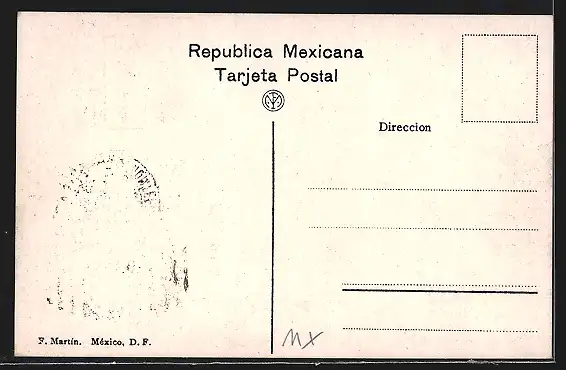 Republica Mexicana
Tarjeta Postal
Direccion
F. Martín. México, D. F.
MX